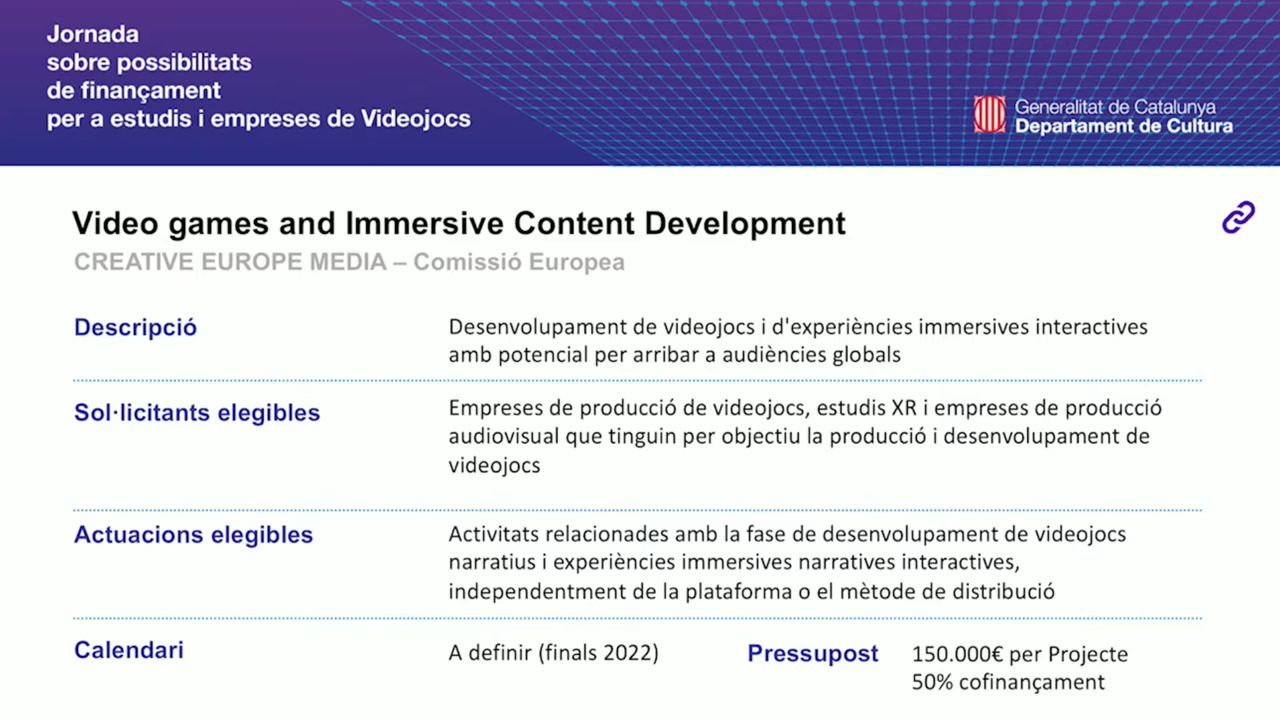 Jornada
sobre possibilitats
de finançament
per a estudis i empreses de Videojocs
Generalitat de Catalunya
Departament de Cultura
Video games and Immersive Content Development
CREATIVE EUROPE MEDIA – Comissió Europea
Descripció
Desenvolupament de videojocs i d'experiències immersives interactives
amb potencial per arribar a audiències globals
Sol·licitants elegibles
Empreses de producció de videojocs, estudis XR i empreses de producció
audiovisual que tinguin per objectiu la producció i desenvolupament de
videojocs
Actuacions elegibles
Activitats relacionades amb la fase de desenvolupament de videojocs
narratius i experiències immersives narratives interactives,
independentment de la plataforma o el mètode de distribució
Calendari
A definir (finals 2022)
Pressupost
150.000€ per Projecte
50% cofinançament